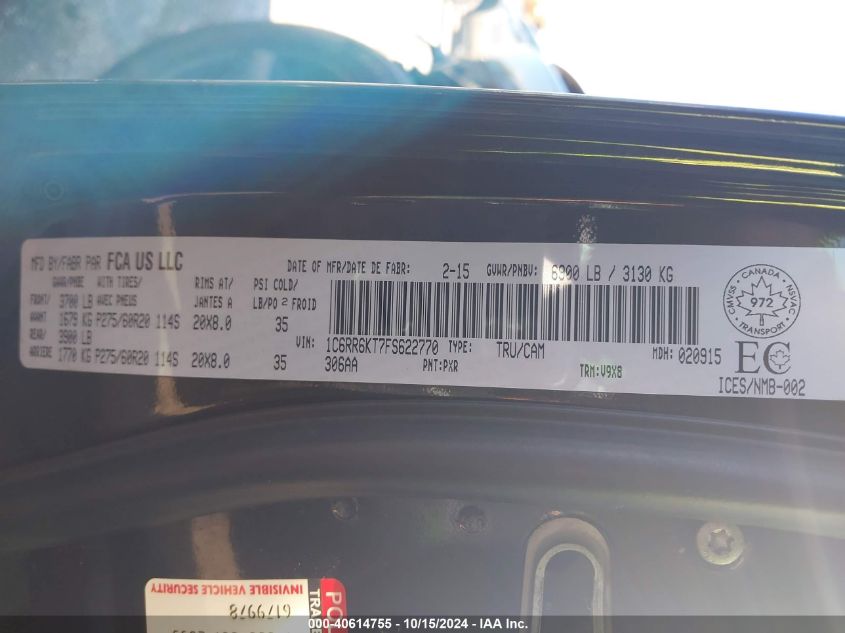 MFD BY/FABR PAR FCA US LLC
DATE OF MFR/DATE DE FABR: 2-15 GVWR/PNBV: 6900 LB / 3130 KG
GWWR/PNBE WITH TIRES/ RIMS AT/ PSI COLD/
FRONT/ 3700 LB AVEC PNEUS JANTES A LB/PO² FROID
AVANT 1679 KG P275/60R20 114S 20X8.0 35
REAR/ 3900 LB
ARRIERE 1770 KG P275/60R20 114S 20X8.0 35
VIN: 1C6RR6KT7FS622770 TYPE: TRU/CAM MDH: 020915
306AA PNT:PXR TRM:V9X8
CANADA
CMVSS 972 NSVAC
TRANSPORT
EC
ICES/NMB-002
INVISIBLE VEHICLE SECURITY
6179978
000-40614755 - 10/15/2024 - IAA Inc.